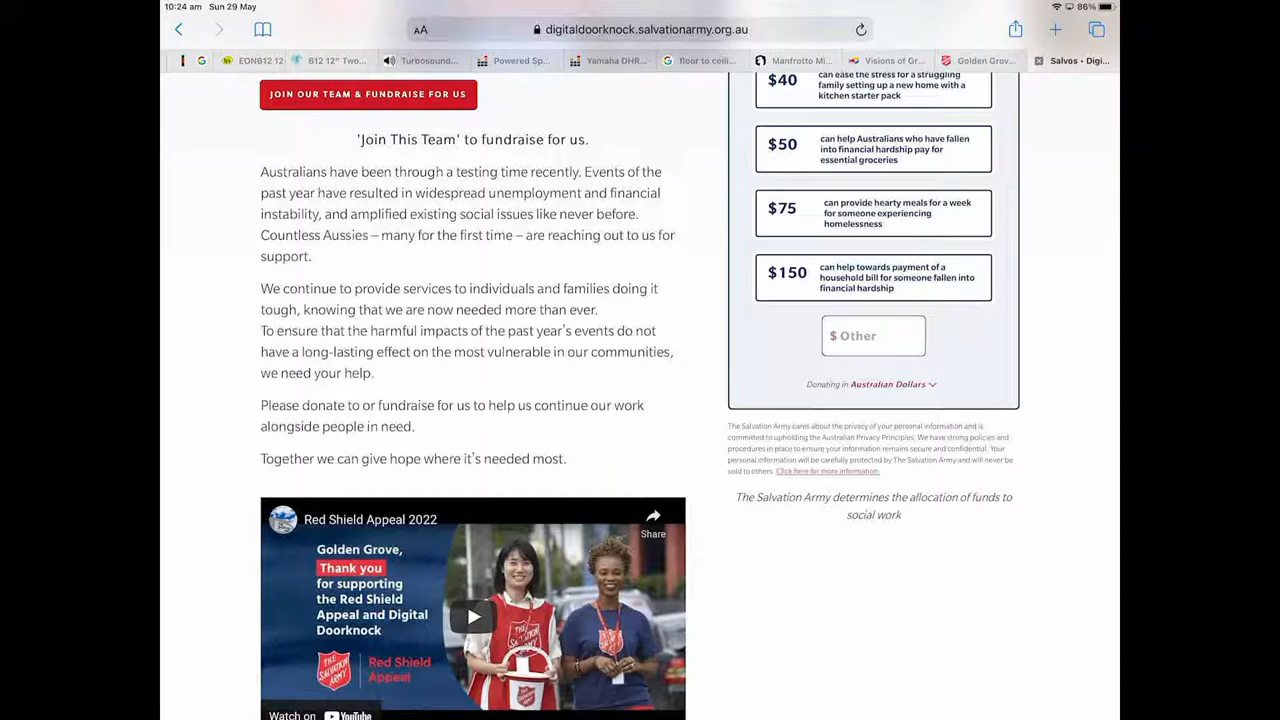 10:24 am Sun 29 May
86%
AA
digitaldoorknock.salvationarmy.org.au
EON612 12
B12 12" Two...
Turbosound...
Powered Sp...
Yamaha DHR...
floor to ceili...
Manfrotto Mi...
Visions of Gr...
Golden Grov...
Salvos • Digi...
JOIN OUR TEAM & FUNDRAISE FOR US
'Join This Team' to fundraise for us.
Australians have been through a testing time recently. Events of the
past year have resulted in widespread unemployment and financial
instability, and amplified existing social issues like never before.
Countless Aussies – many for the first time – are reaching out to us for
support.
We continue to provide services to individuals and families doing it
tough, knowing that we are now needed more than ever.
To ensure that the harmful impacts of the past year's events do not
have a long-lasting effect on the most vulnerable in our communities,
we need your help.
Please donate to or fundraise for us to help us continue our work
alongside people in need.
Together we can give hope where it's needed most.
Red Shield Appeal 2022
Share
Golden Grove,
Thank you
for supporting
the Red Shield
Appeal and Digital
Doorknock
THE SALVATION ARMY
Red Shield
Appeal
Watch on YouTube
$40
can ease the stress for a struggling
family setting up a new home with a
kitchen starter pack
$50
can help Australians who have fallen
into financial hardship pay for
essential groceries
$75
can provide hearty meals for a week
for someone experiencing
homelessness
$150
can help towards payment of a
household bill for someone fallen into
financial hardship
$ Other
Donating in Australian Dollars
The Salvation Army cares about the privacy of your personal information and is
committed to upholding the Australian Privacy Principles. We have strong policies and
procedures in place to ensure your information remains secure and confidential. Your
personal information will be carefully protected by The Salvation Army and will never be
sold to others. Click here for more information.
The Salvation Army determines the allocation of funds to
social work